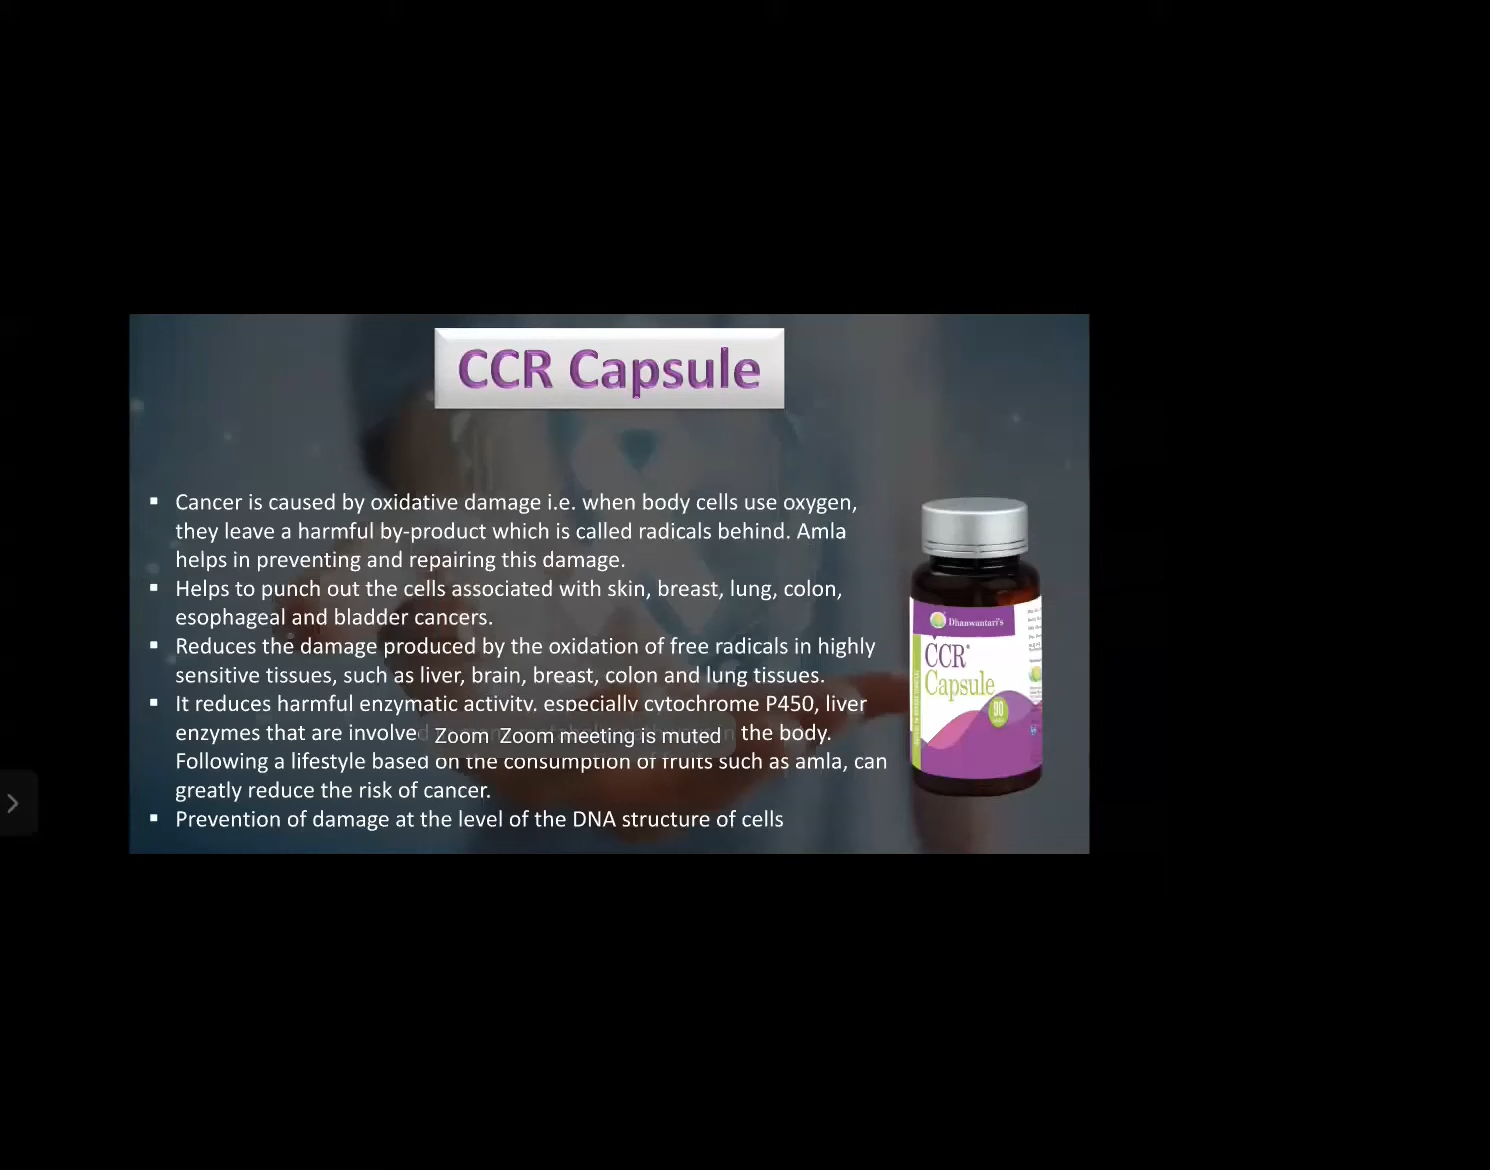 CCR Capsule
▪ Cancer is caused by oxidative damage i.e. when body cells use oxygen,
they leave a harmful by-product which is called radicals behind. Amla
helps in preventing and repairing this damage.
▪ Helps to punch out the cells associated with skin, breast, lung, colon,
esophageal and bladder cancers.
▪ Reduces the damage produced by the oxidation of free radicals in highly
sensitive tissues, such as liver, brain, breast, colon and lung tissues.
▪ It reduces harmful enzymatic activity, especially cytochrome P450, liver
enzymes that are involved the body.
Zoom Zoom meeting is muted
Following a lifestyle based on the consumption of fruits such as amla, can
greatly reduce the risk of cancer.
▪ Prevention of damage at the level of the DNA structure of cells
Dhanwantari's
CCR
Capsule
90